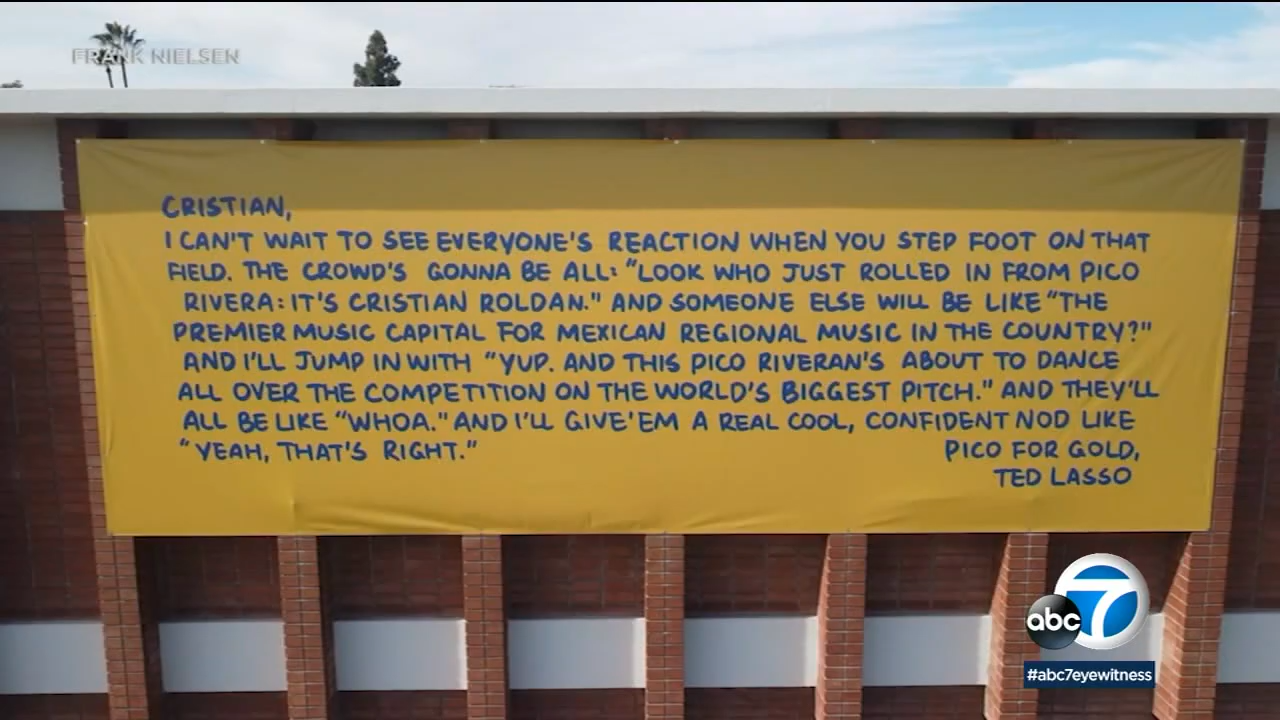 FRANK NIELSEN
CRISTIAN,
I CAN'T WAIT TO SEE EVERYONE'S REACTION WHEN YOU STEP FOOT ON THAT
FIELD. THE CROWD'S GONNA BE ALL: "LOOK WHO JUST ROLLED IN FROM PICO
RIVERA: IT'S CRISTIAN ROLDAN." AND SOMEONE ELSE WILL BE LIKE "THE
PREMIER MUSIC CAPITAL FOR MEXICAN REGIONAL MUSIC IN THE COUNTRY?"
AND I'LL JUMP IN WITH "YUP. AND THIS PICO RIVERAN'S ABOUT TO DANCE
ALL OVER THE COMPETITION ON THE WORLD'S BIGGEST PITCH." AND THEY'LL
ALL BE LIKE "WHOA." AND I'LL GIVE 'EM A REAL COOL, CONFIDENT NOD LIKE
"YEAH, THAT'S RIGHT."
PICO FOR GOLD,
TED LASSO
abc 7
#abc7eyewitness